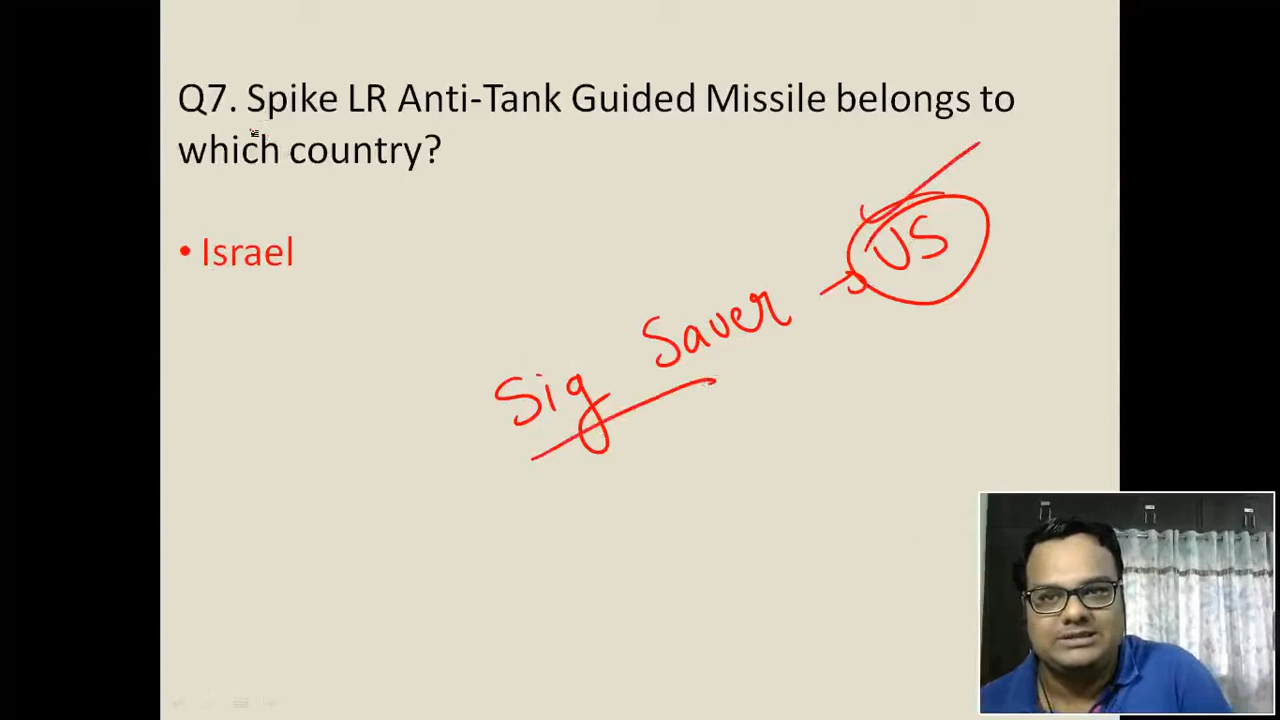 Q7. Spike LR Anti-Tank Guided Missile belongs to
which country?
• Israel
US
Sig Saver